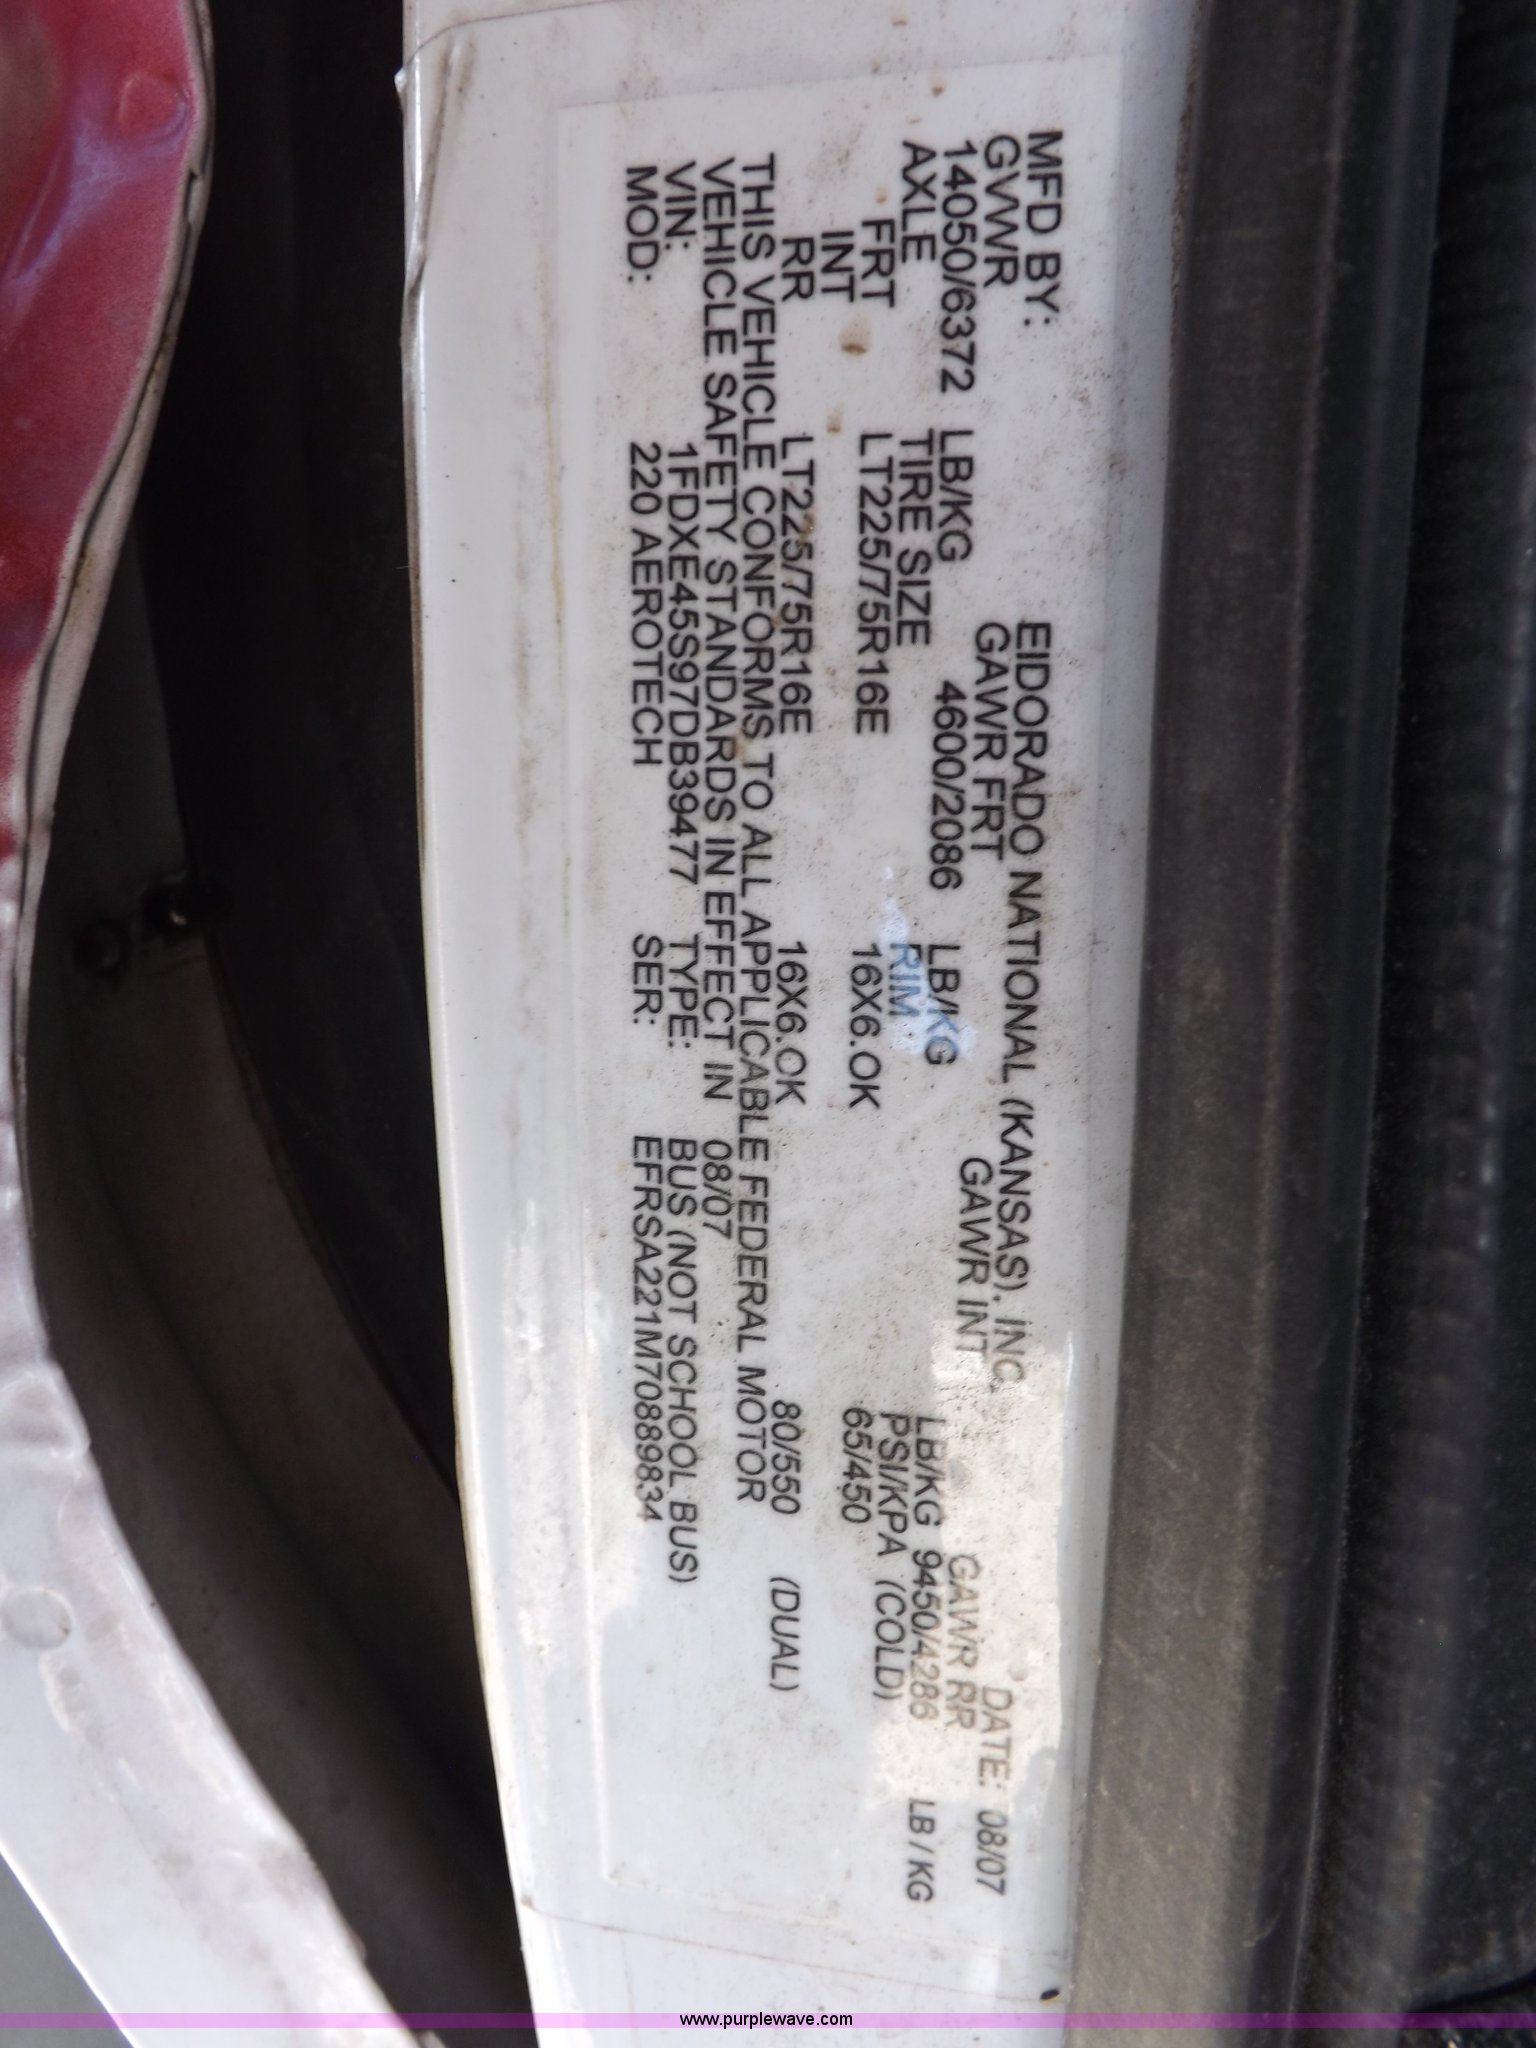 MFD BY: EIDORADO NATIONAL (KANSAS), INC. DATE: 08/07
GVWR GAWR FRT GAWR INT GAWR RR
14050/6372 LB/KG 4600/2086 LB/KG LB/KG 9450/4286 LB / KG
AXLE TIRE SIZE RIM PSI/KPA (COLD)
FRT LT225/75R16E 16X6.OK 65/450
INT
RR LT225/75R16E 16X6.OK 80/550 (DUAL)
THIS VEHICLE CONFORMS TO ALL APPLICABLE FEDERAL MOTOR
VEHICLE SAFETY STANDARDS IN EFFECT IN 08/07
VIN: 1FDXE45S97DB39477 TYPE: BUS (NOT SCHOOL BUS)
MOD: 220 AEROTECH SER: EFRSA221M70889834
www.purplewave.com